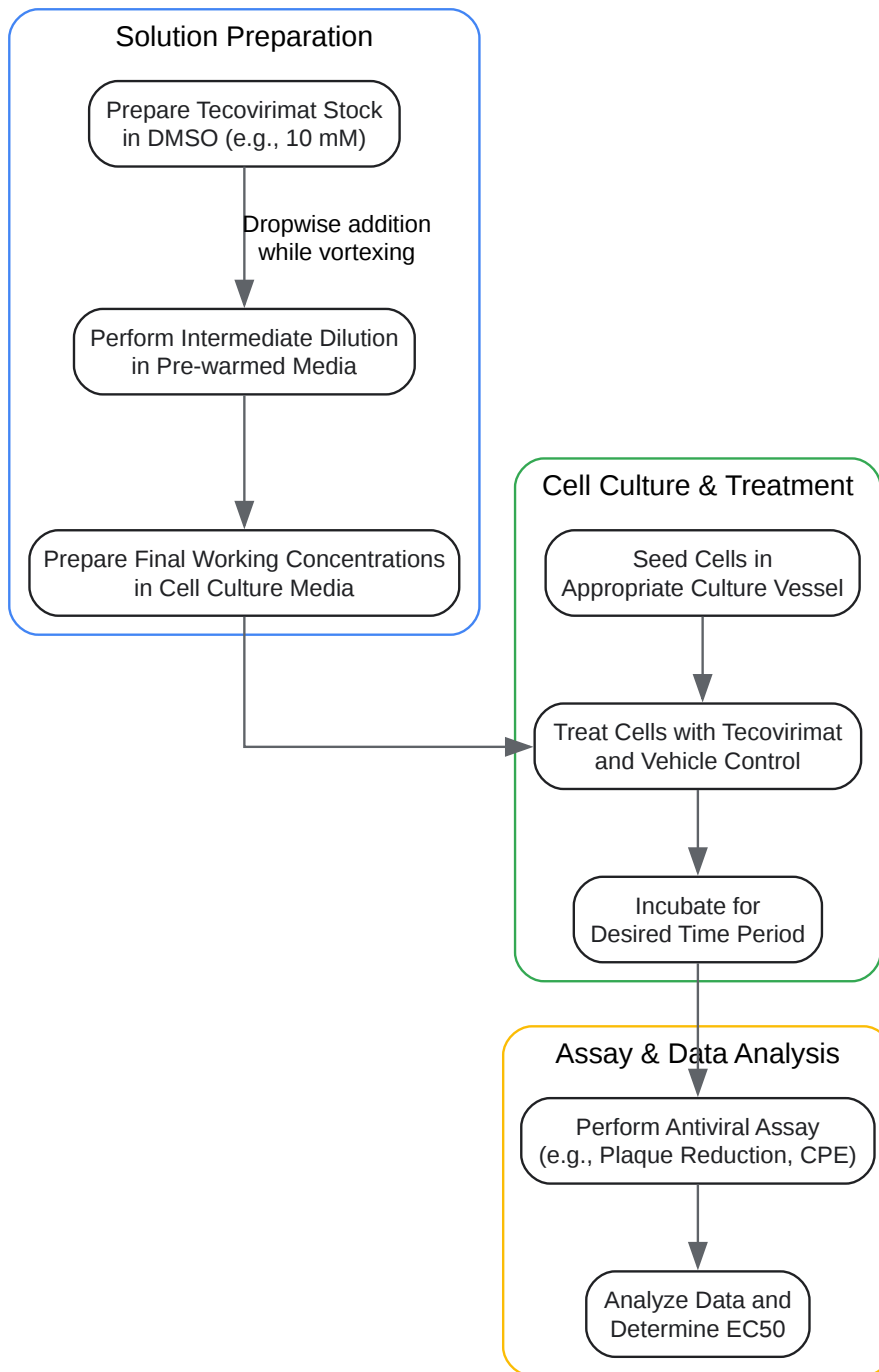 Solution Preparation
Prepare Tecovirimat Stock
in DMSO (e.g., 10 mM)
Dropwise addition
while vortexing
Perform Intermediate Dilution
in Pre-warmed Media
Prepare Final Working Concentrations
in Cell Culture Media
Cell Culture & Treatment
Seed Cells in
Appropriate Culture Vessel
Treat Cells with Tecovirimat
and Vehicle Control
Incubate for
Desired Time Period
Assay & Data Analysis
Perform Antiviral Assay
(e.g., Plaque Reduction, CPE)
Analyze Data and
Determine EC50